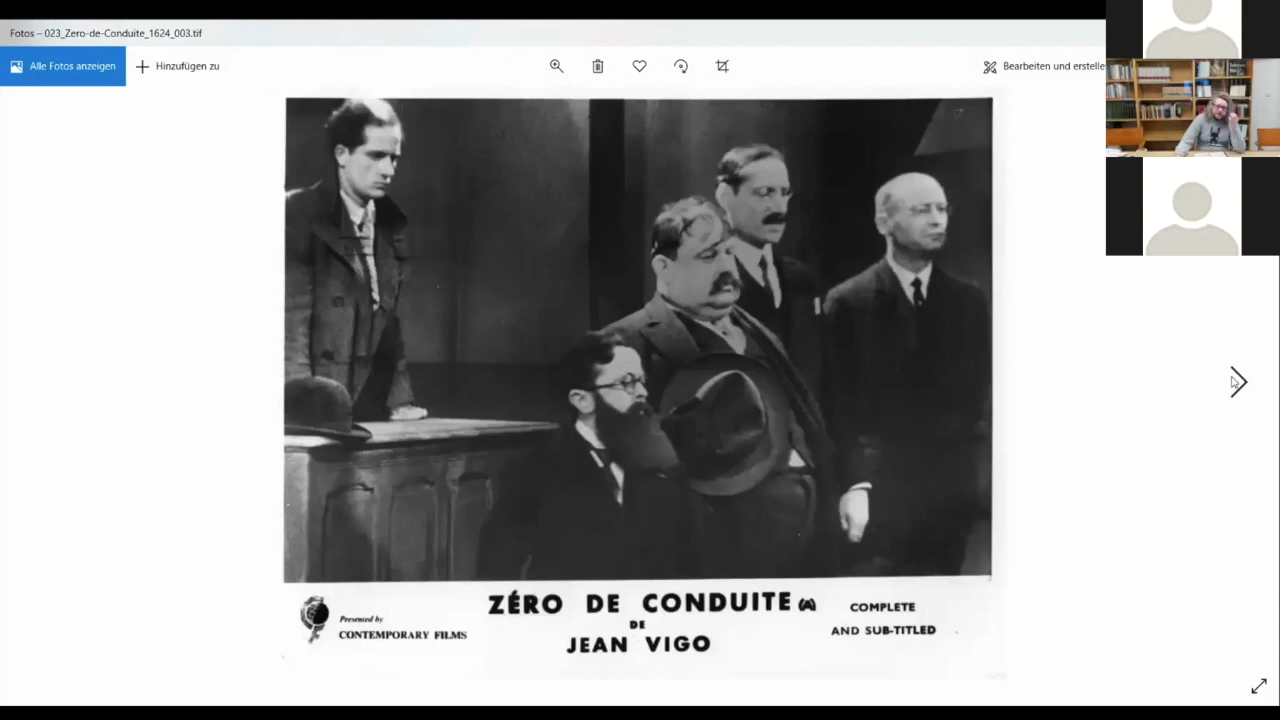 Fotos – 023_Zero-de-Conduite_1624_003.tif
Alle Fotos anzeigen
Hinzufügen zu
Bearbeiten und erstelle
ZÉRO DE CONDUITE (A)
DE
JEAN VIGO
Presented by
CONTEMPORARY FILMS
COMPLETE
AND SUB-TITLED